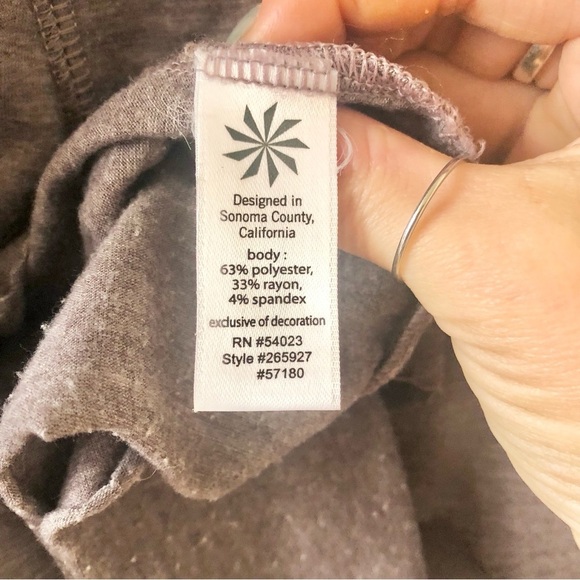 Designed in
Sonoma County,
California
body :
63% polyester,
33% rayon,
4% spandex
exclusive of decoration
RN #54023
Style #265927
#57180